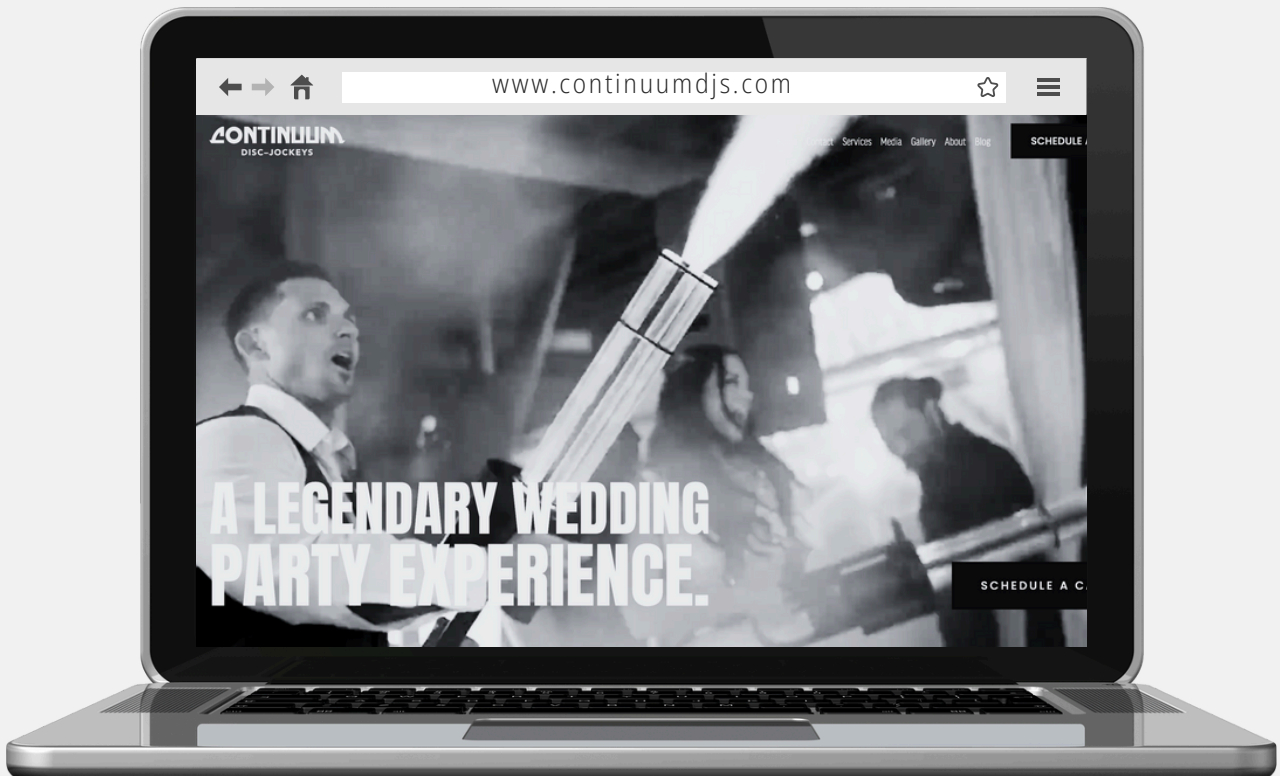 www.continuumdjs.com
CONTINUUM
DISC-JOCKEYS
Services Media Gallery About Blog
SCHEDULE
A LEGENDARY WEDDING
PARTY EXPERIENCE.
SCHEDULE A